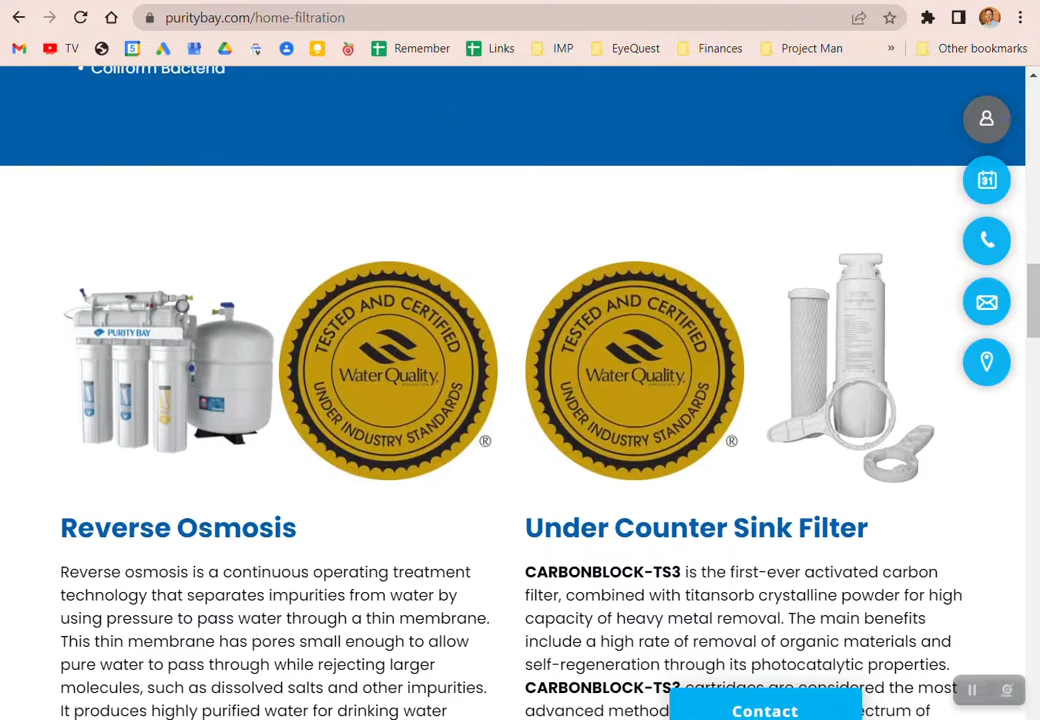 puritybay.com/home-filtration
TV
5
Remember
Links
IMP
EyeQuest
Finances
Project Man
»
Other bookmarks
• Coliform Bacteria
31
PURITY BAY
TESTED AND CERTIFIED
Water Quality
UNDER INDUSTRY STANDARDS
®
TESTED AND CERTIFIED
Water Quality
UNDER INDUSTRY STANDARDS
®
Reverse Osmosis
Reverse osmosis is a continuous operating treatment
technology that separates impurities from water by
using pressure to pass water through a thin membrane.
This thin membrane has pores small enough to allow
pure water to pass through while rejecting larger
molecules, such as dissolved salts and other impurities.
It produces highly purified water for drinking water
Under Counter Sink Filter
CARBONBLOCK-TS3 is the first-ever activated carbon
filter, combined with titansorb crystalline powder for high
capacity of heavy metal removal. The main benefits
include a high rate of removal of organic materials and
self-regeneration through its photocatalytic properties.
CARBONBLOCK-TS3 cartridges are considered the most
advanced method
Contact